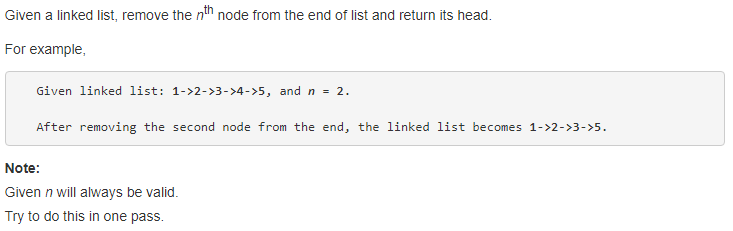 Given a linked list, remove the nth node from the end of list and return its head.
For example,
Given linked list: 1->2->3->4->5, and n = 2.
After removing the second node from the end, the linked list becomes 1->2->3->5.
Note:
Given n will always be valid.
Try to do this in one pass.